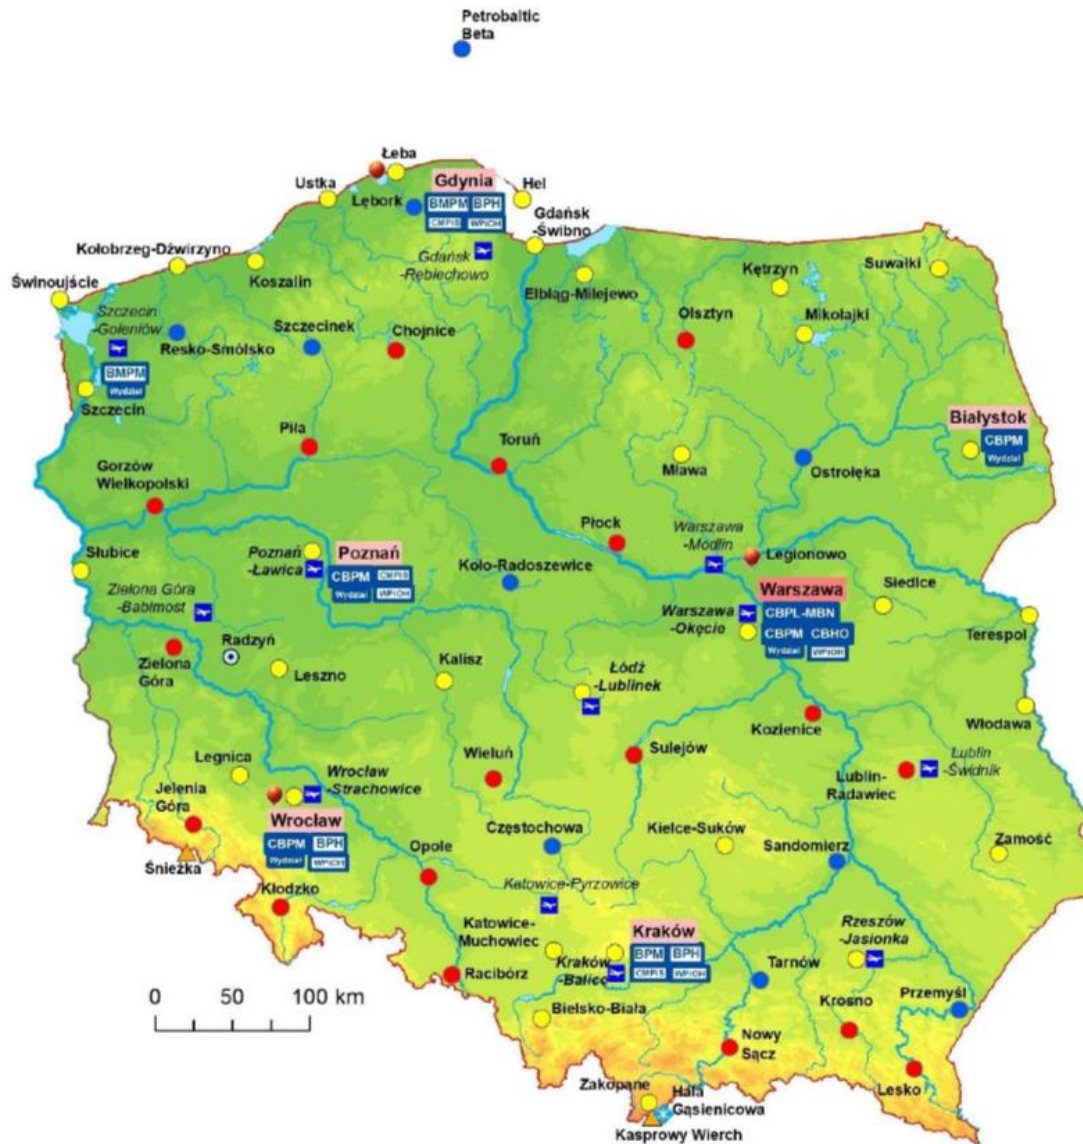 Petrobaltic
Beta
Łeba
Ustka
Lębork
Gdynia
BMPM BPH
CMPIS WPIOH
Hel
Gdańsk
-Świbno
Gdańsk
-Rębiechowo
Kołobrzeg-Dźwirzyno
Koszalin
Elbląg-Milejewo
Kętrzyn
Suwałki
Świnoujście
Szczecin
-Goleniów
Resko-Smólsko
Szczecinek
Chojnice
Olsztyn
Mikołajki
BMPM
Wydział
Szczecin
Piła
Toruń
Mława
Ostrołęka
Białystok
CBPM
Wydział
Gorzów
Wielkopolski
Płock
Warszawa
-Modlin
Legionowo
Słubice
Poznań
-Ławica
Poznań
CBPM CMPIS
Wydział WPIOH
Koło-Radoszewice
Zielona Góra
-Babimost
Warszawa
-Okęcie
Warszawa
CBPL-MBN
CBPM CBHO
Wydział WPIOH
Siedlce
Terespol
Zielona
Góra
Radzyń
Leszno
Kalisz
Łódź
-Lublinek
Kozienice
Włodawa
Legnica
Wrocław
-Strachowice
Wieluń
Sulejów
Lublin-
Radawiec
Lublin
-Świdnik
Jelenia
Góra
Wrocław
CBPM BPH
Wydział WPIOH
Częstochowa
Kielce-Suków
Sandomierz
Zamość
Śnieżka
Kłodzko
Opole
Katowice-Pyrzowice
Katowice-
Muchowiec
Kraków
BPM BPH
CMPIS WPIOH
Kraków
-Balice
Rzeszów
-Jasionka
Racibórz
Tarnów
Krosno
Przemyśl
0 50 100 km
Bielsko-Biała
Nowy
Sącz
Lesko
Zakopane
Hala
Gąsienicowa
Kasprowy Wierch